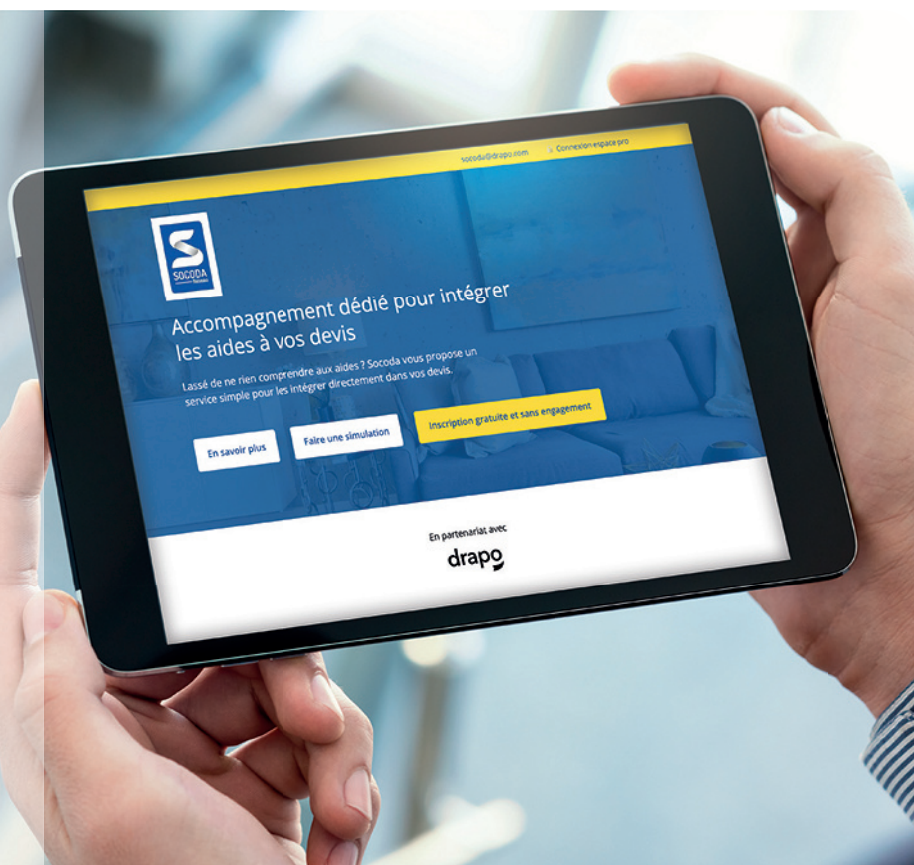 socoda@drapo.com
Connexion espace pro
SOCODA
Accompagnement dédié pour intégrer
les aides à vos devis
Lassé de ne rien comprendre aux aides ? Socoda vous propose un
service simple pour les intégrer directement dans vos devis.
En savoir plus
Faire une simulation
Inscription gratuite et sans engagement
En partenariat avec
drapo